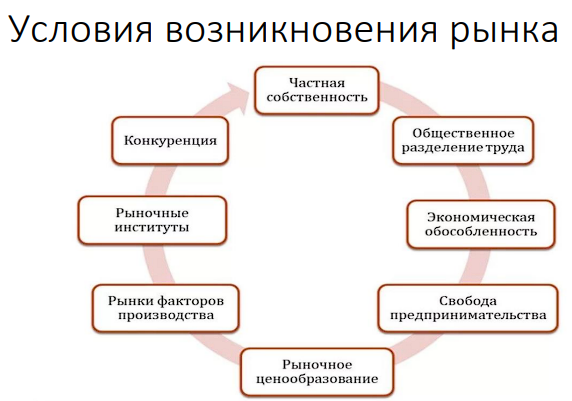 Условия возникновения рынка
Частная
собственность
Общественное
разделение труда
Экономическая
обособленность
Свобода
предпринимательства
Рыночное
ценообразование
Рынки факторов
производства
Рыночные
институты
Конкуренция